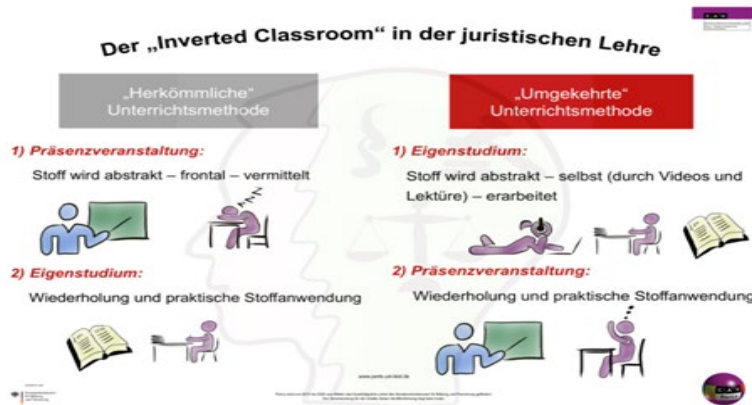 Der „Inverted Classroom“ in der juristischen Lehre
„Herkömmliche“
Unterrichtsmethode
1) Präsenzveranstaltung:
Stoff wird abstrakt – frontal – vermittelt
2) Eigenstudium:
Wiederholung und praktische Stoffanwendung
„Umgekehrte“
Unterrichtsmethode
1) Eigenstudium:
Stoff wird abstrakt – selbst (durch Videos und
Lektüre) – erarbeitet
2) Präsenzveranstaltung:
Wiederholung und praktische Stoffanwendung